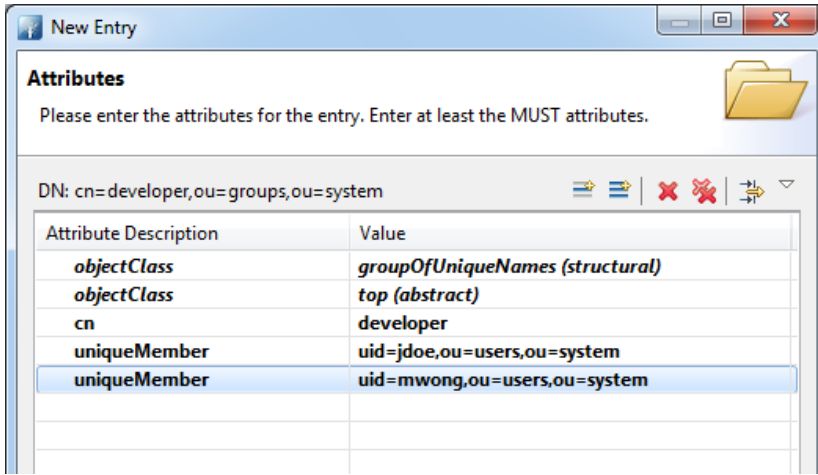 New Entry
Attributes
Please enter the attributes for the entry. Enter at least the MUST attributes.
DN: cn=developer,ou=groups,ou=system
Attribute Description Value
objectClass groupOfUniqueNames (structural)
objectClass top (abstract)
cn developer
uniqueMember uid=jdoe,ou=users,ou=system
uniqueMember uid=mwong,ou=users,ou=system